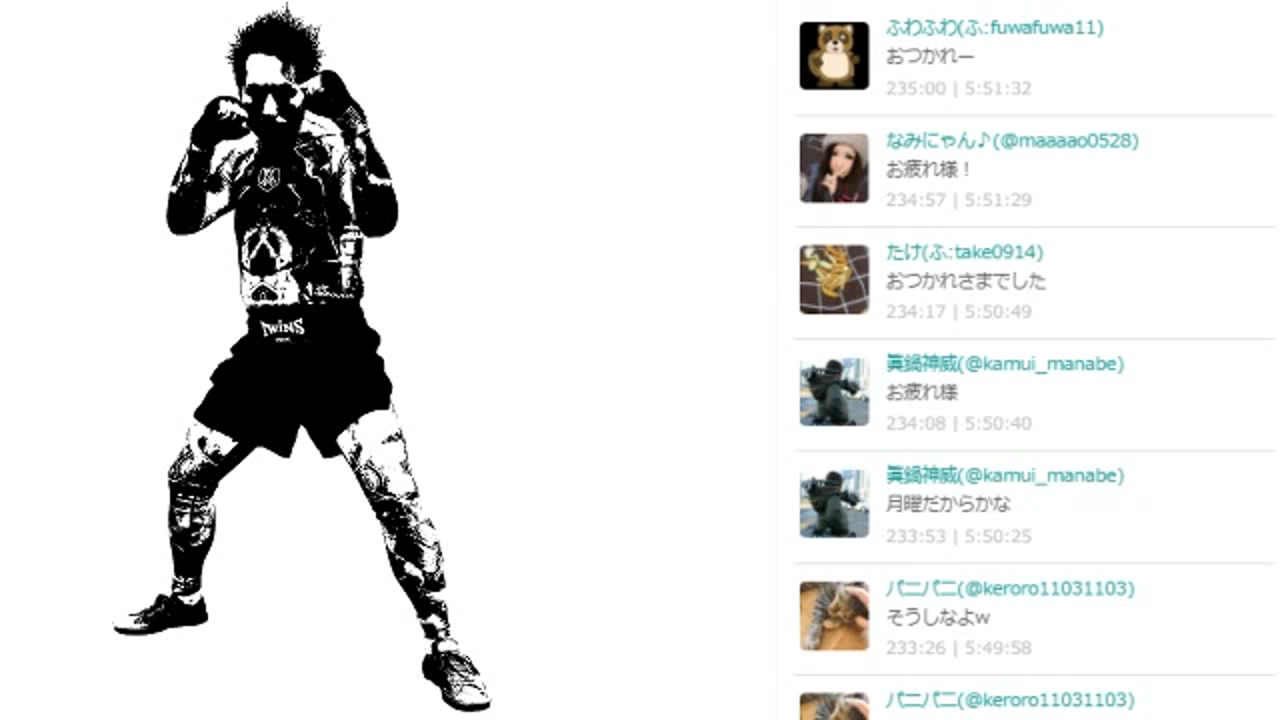 TWINS
ふわふわ(ふ:fuwafuwa11)
おつかれー
235:00 | 5:51:32
なみにゃん♪(@maaaao0528)
お疲れ様！
234:57 | 5:51:29
たけ(ふ:take0914)
おつかれさまでした
234:17 | 5:50:49
眞鍋神威(@kamui_manabe)
お疲れ様
234:08 | 5:50:40
眞鍋神威(@kamui_manabe)
月曜だからかな
233:53 | 5:50:25
パニパニ(@keroro11031103)
そうしなよw
233:26 | 5:49:58
パニパニ(@keroro11031103)